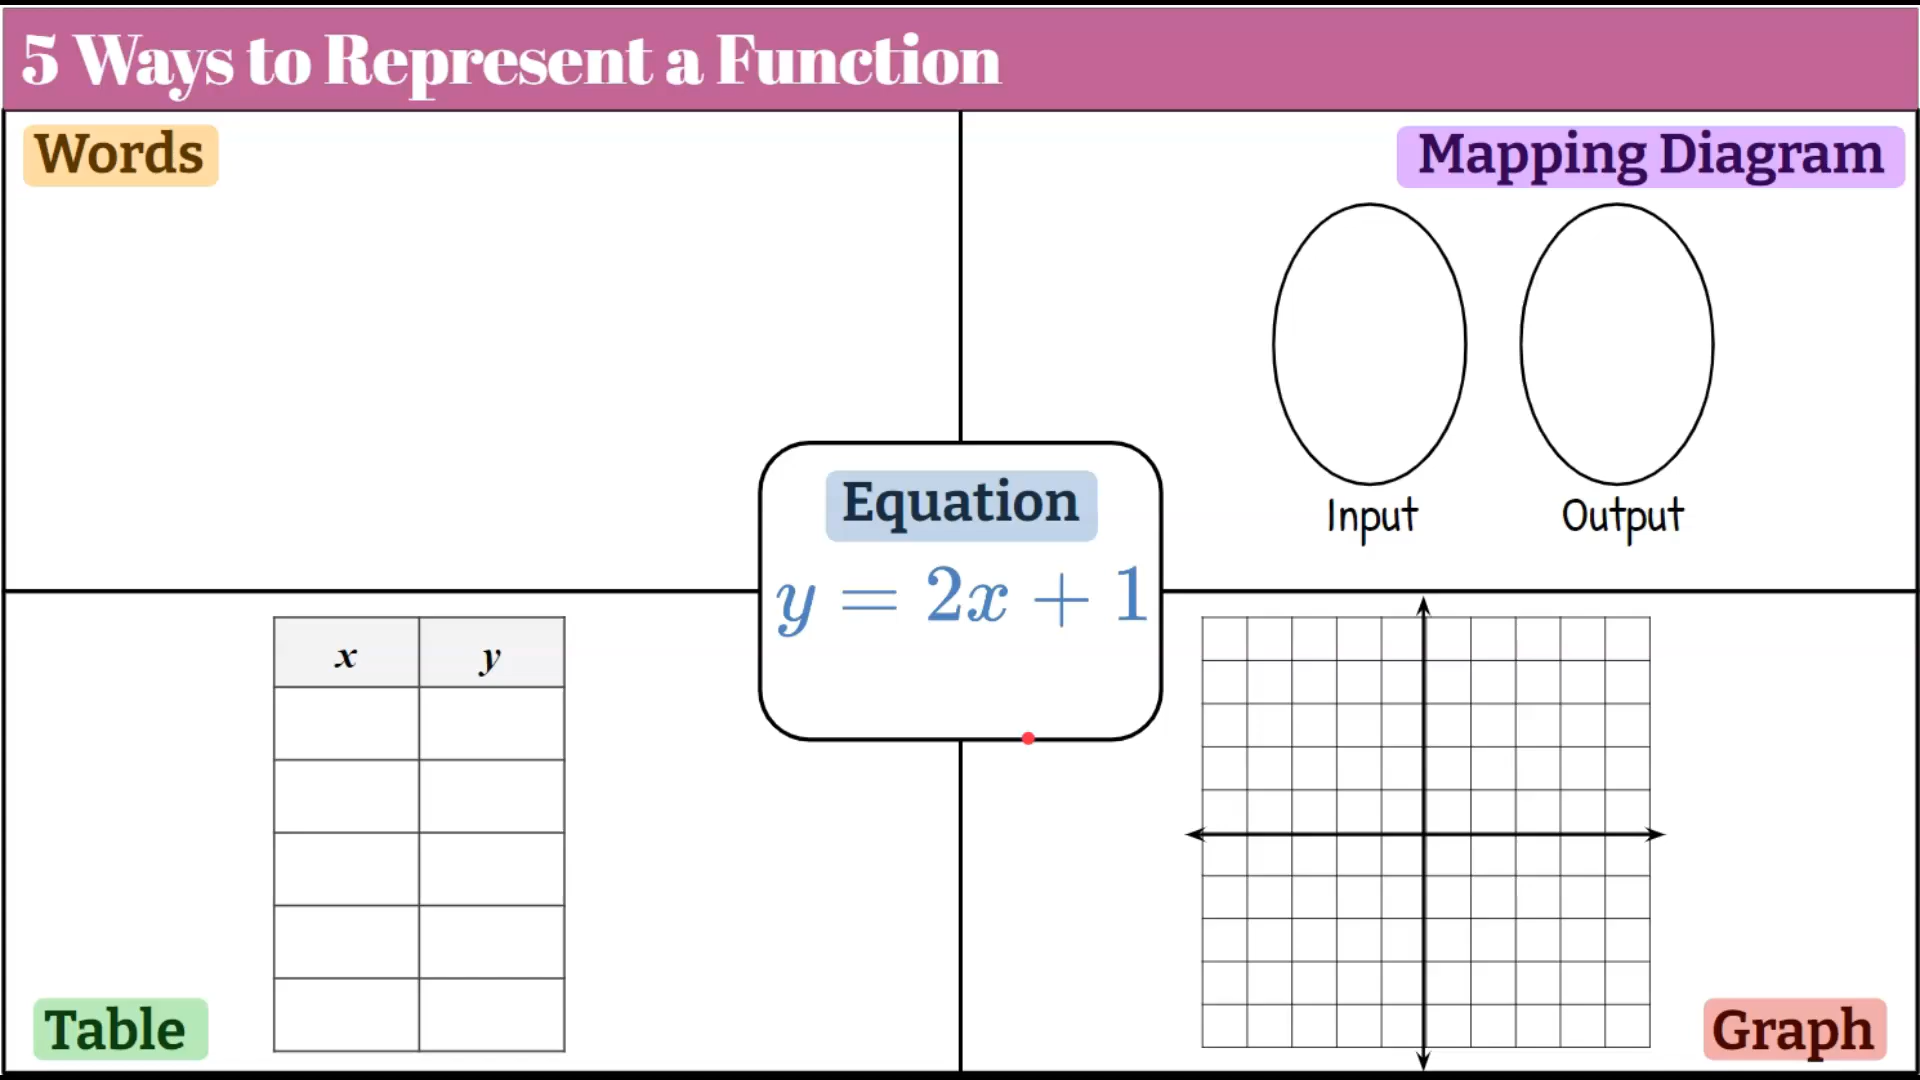 5 Ways to Represent a Function
Words
Mapping Diagram
Input Output
Equation
y = 2x + 1
x y
Table
Graph